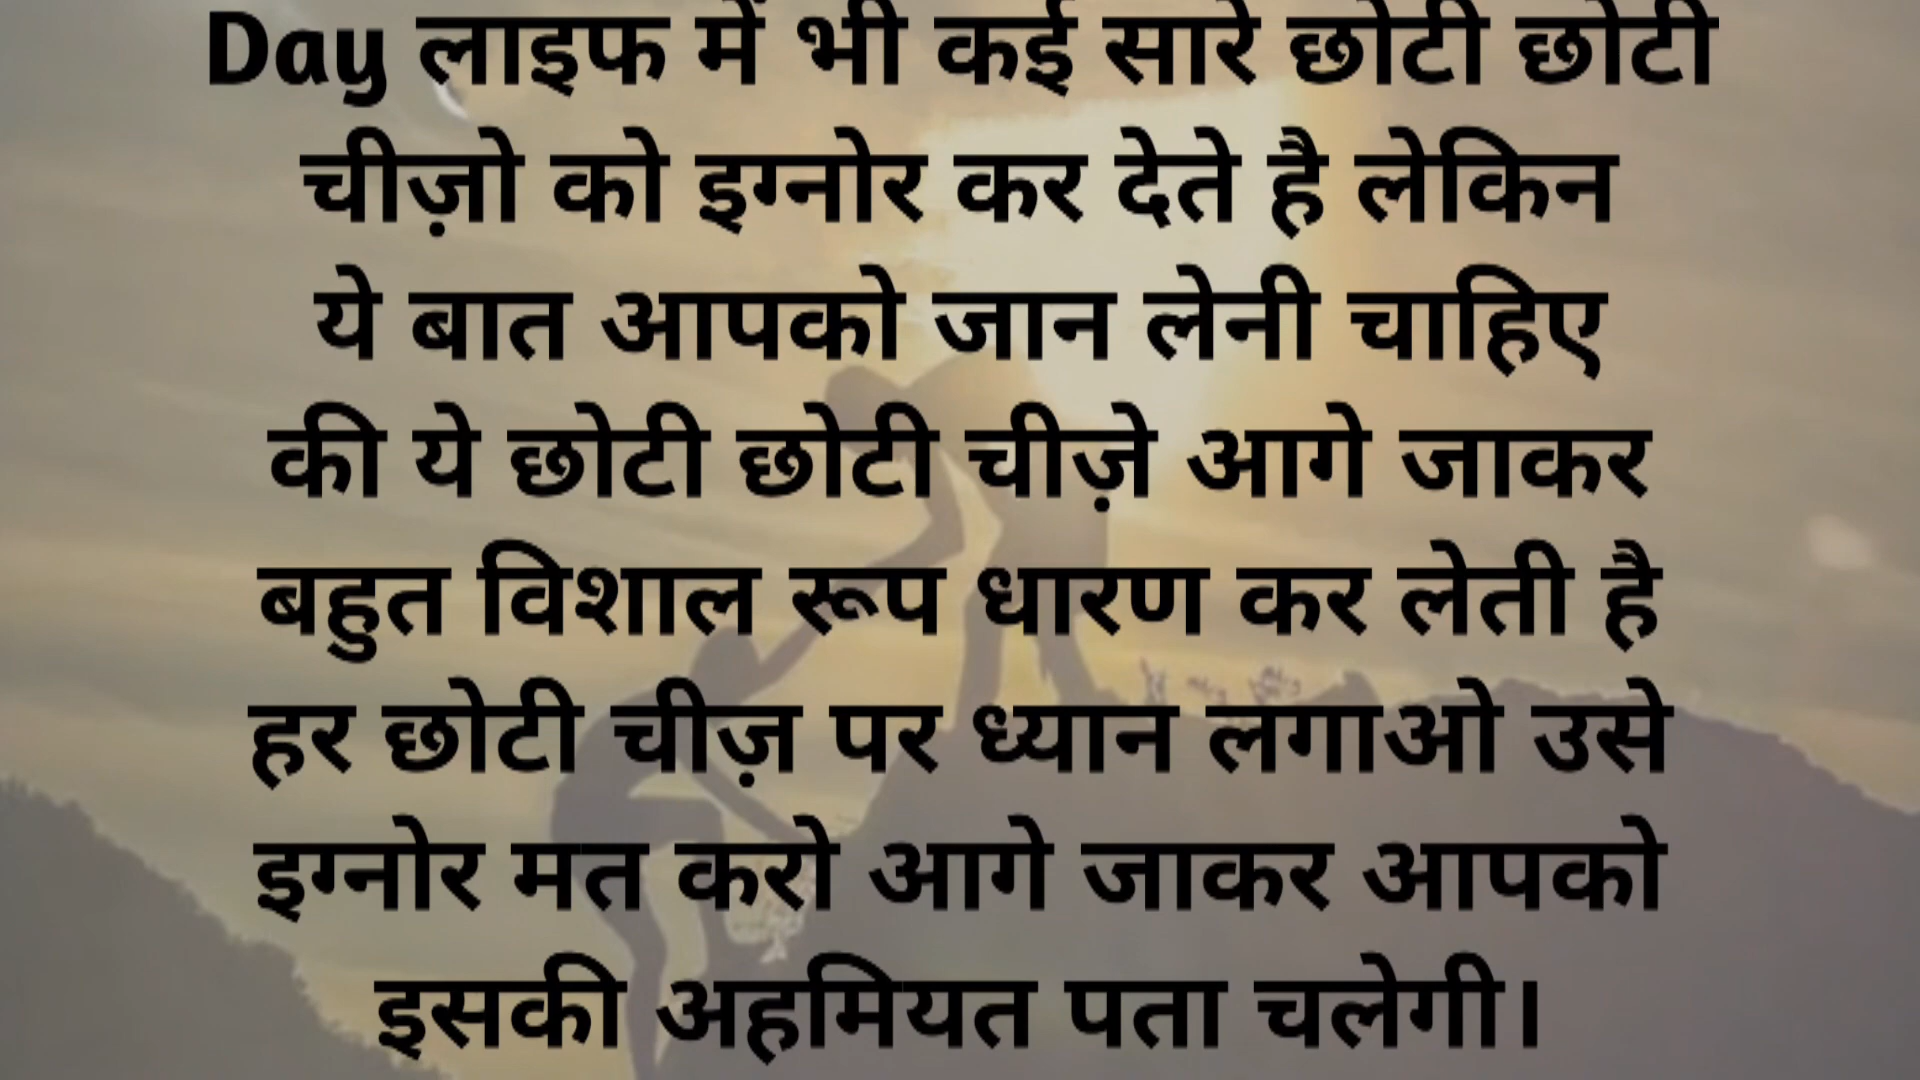 Day लाइफ में भी कई सारे छोटी छोटी
चीज़ो को इग्नोर कर देते है लेकिन
ये बात आपको जान लेनी चाहिए
की ये छोटी छोटी चीज़े आगे जाकर
बहुत विशाल रूप धारण कर लेती है
हर छोटी चीज़ पर ध्यान लगाओ उसे
इग्नोर मत करो आगे जाकर आपको
इसकी अहमियत पता चलेगी।